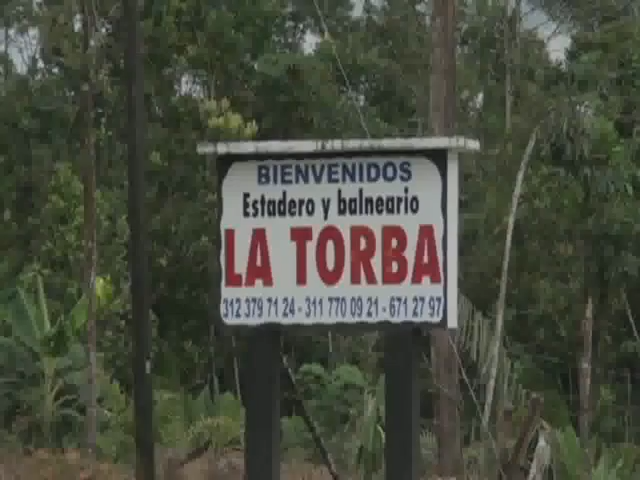 BIENVENIDOS
Estadero y balneario
LA TORBA
312 379 71 24 - 311 770 09 21 - 671 27 97